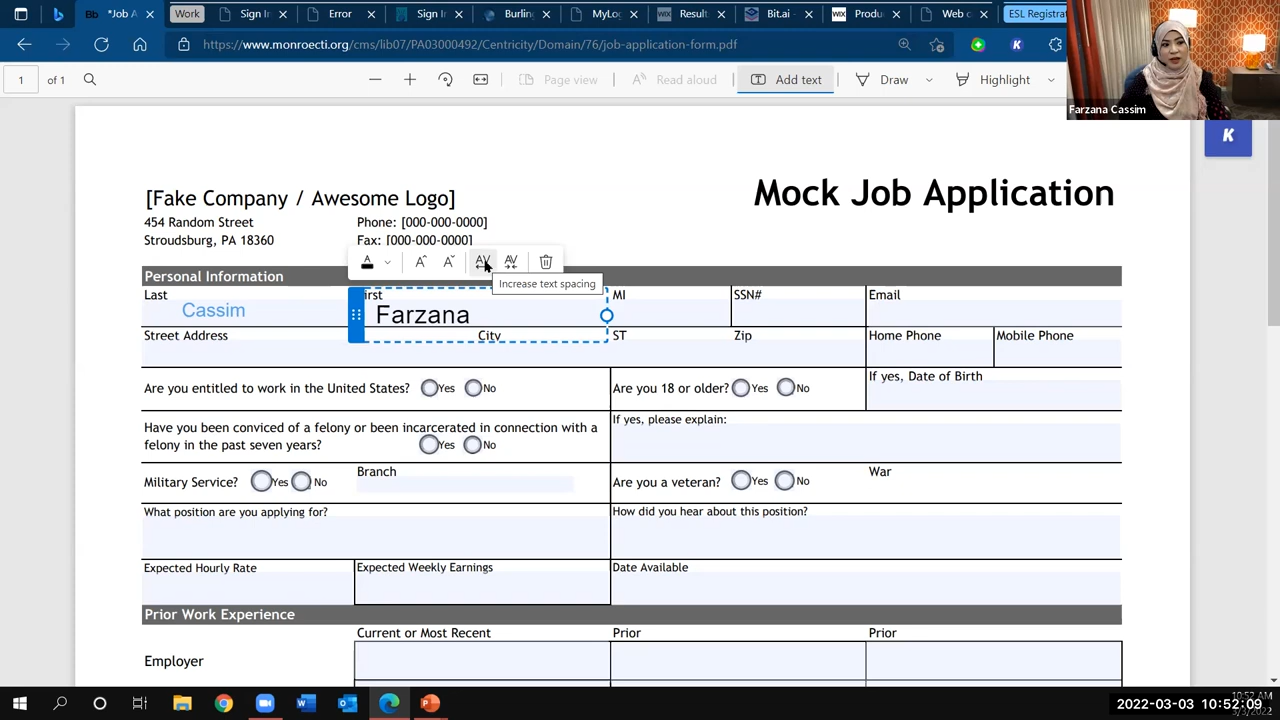 "Job A
Work
Sign In
Error
Sign In
Burling
MyLog
Result
Bit.ai -
Produ
Web c
ESL Registra
https://www.monroecti.org/cms/lib07/PA03000492/Centricity/Domain/76/job-application-form.pdf
1 of 1
Page view
Read aloud
Add text
Draw
Highlight
Farzana Cassim
K
[Fake Company / Awesome Logo]
Mock Job Application
454 Random Street
Phone: [000-000-0000]
Stroudsburg, PA 18360
Fax: [000-000-0000]
Increase text spacing
Personal Information
Last
First
MI
SSN#
Email
Cassim
Farzana
Street Address
City
ST
Zip
Home Phone
Mobile Phone
Are you entitled to work in the United States? Yes No
Are you 18 or older? Yes No
If yes, Date of Birth
Have you been conviced of a felony or been incarcerated in connection with a
felony in the past seven years? Yes No
If yes, please explain:
Military Service? Yes No
Branch
Are you a veteran? Yes No
War
What position are you applying for?
How did you hear about this position?
Expected Hourly Rate
Expected Weekly Earnings
Date Available
Prior Work Experience
Current or Most Recent
Prior
Prior
Employer
2022-03-03 10:52:09